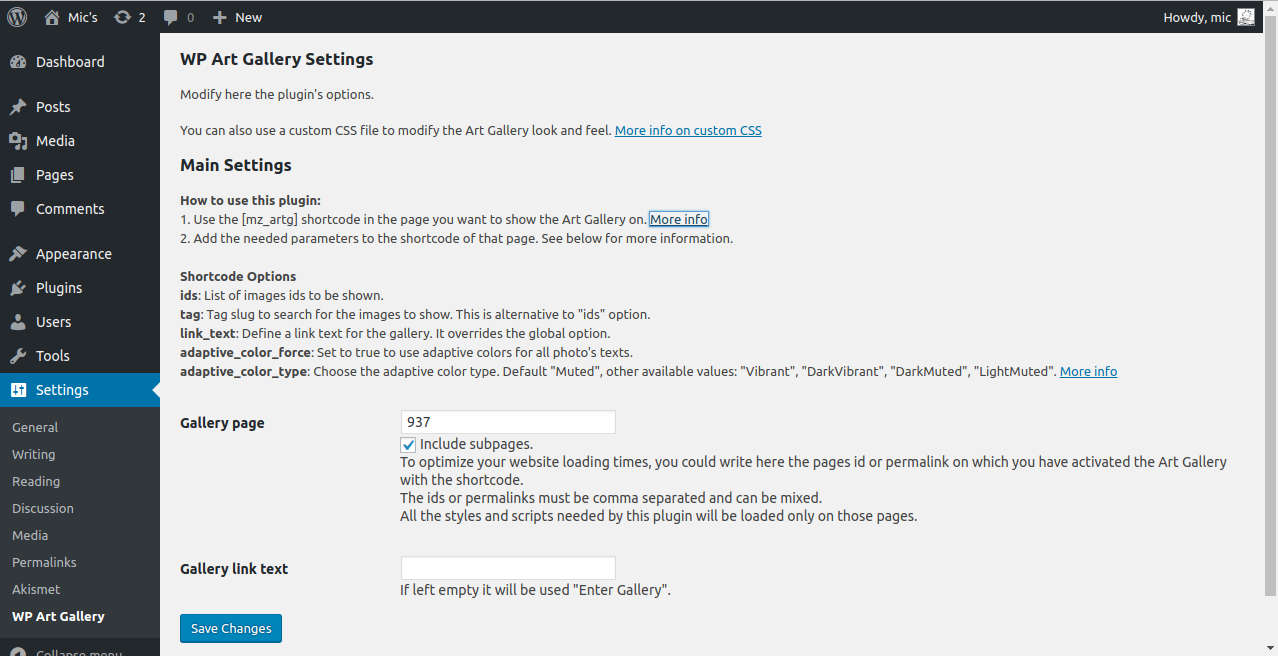 Mic's 2 0 New Howdy, mic
Dashboard
Posts
Media
Pages
Comments
Appearance
Plugins
Users
Tools
Settings
General
Writing
Reading
Discussion
Media
Permalinks
Akismet
WP Art Gallery
Collapse menu
WP Art Gallery Settings
Modify here the plugin's options.
You can also use a custom CSS file to modify the Art Gallery look and feel. More info on custom CSS
Main Settings
How to use this plugin:
1. Use the [mz_artg] shortcode in the page you want to show the Art Gallery on. More info
2. Add the needed parameters to the shortcode of that page. See below for more information.
Shortcode Options
ids: List of images ids to be shown.
tag: Tag slug to search for the images to show. This is alternative to "ids" option.
link_text: Define a link text for the gallery. It overrides the global option.
adaptive_color_force: Set to true to use adaptive colors for all photo's texts.
adaptive_color_type: Choose the adaptive color type. Default "Muted", other available values: "Vibrant", "DarkVibrant", "DarkMuted", "LightMuted". More info
Gallery page 937
Include subpages.
To optimize your website loading times, you could write here the pages id or permalink on which you have activated the Art Gallery
with the shortcode.
The ids or permalinks must be comma separated and can be mixed.
All the styles and scripts needed by this plugin will be loaded only on those pages.
Gallery link text
If left empty it will be used "Enter Gallery".
Save Changes